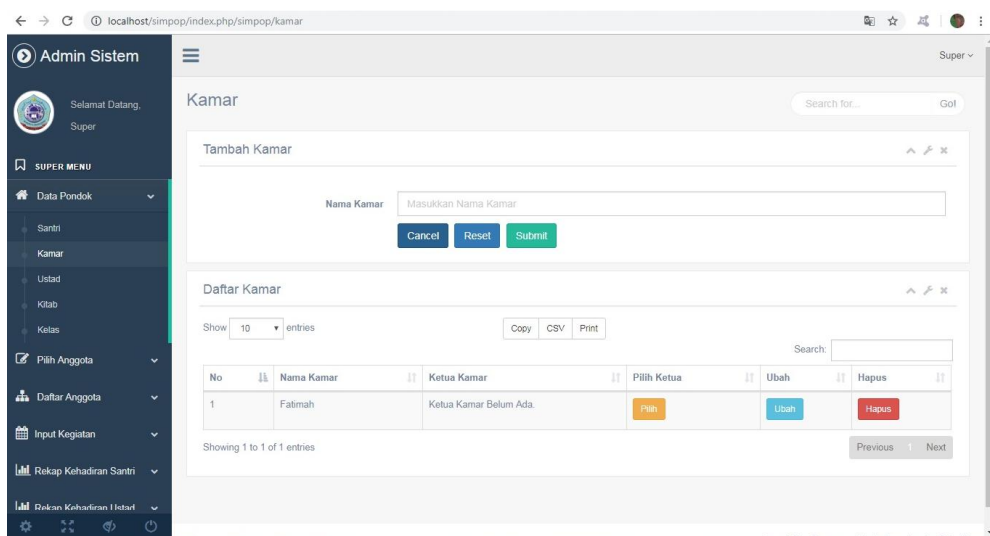 localhost/simpop/index.php/simpop/kamar
Admin Sistem
Super
Selamat Datang,
Super
SUPER MENU
Data Pondok
Santri
Kamar
Ustad
Kitab
Kelas
Pilih Anggota
Daftar Anggota
Input Kegiatan
Rekap Kehadiran Santri
Rekap Kehadiran Ustad
Kamar
Search for...
Go!
Tambah Kamar
Nama Kamar
Masukkan Nama Kamar
Cancel Reset Submit
Daftar Kamar
Show 10 entries
Copy CSV Print
Search:
No Nama Kamar Ketua Kamar Pilih Ketua Ubah Hapus
1 Fatimah Ketua Kamar Belum Ada. Pilih Ubah Hapus
Showing 1 to 1 of 1 entries
Previous 1 Next